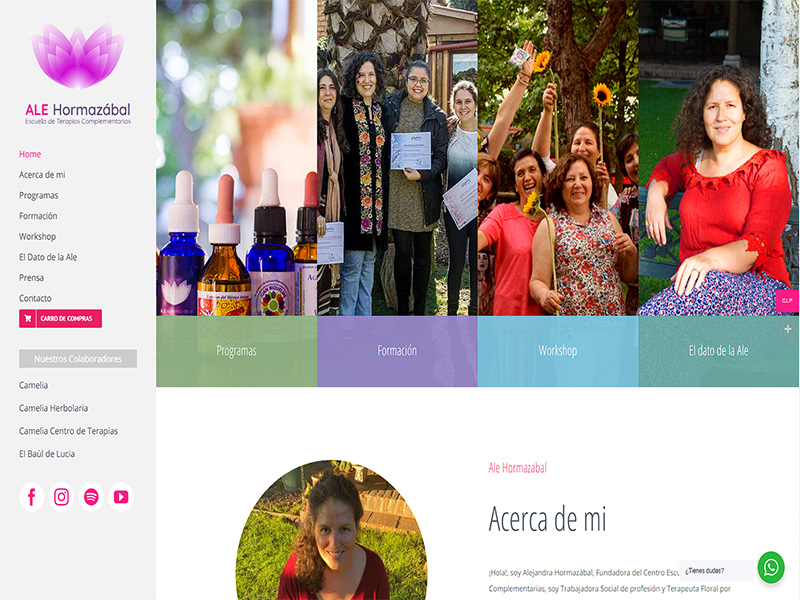 ALE Hormazábal
Escuela de Terapias Complementarias
Home
Acerca de mi
Programas
Formación
Workshop
El Dato de la Ale
Prensa
Contacto
CARRO DE COMPRAS
Nuestros Colaboradores
Camelia
Camelia Herbolaria
Camelia Centro de Terapias
El Baúl de Lucia
Programas
Formación
Workshop
El dato de la Ale
CLP
+
Ale Hormazabal
Acerca de mi
¡Hola!, soy Alejandra Hormazábal, Fundadora del Centro
¿Tienes dudas?
Complementarias, soy Trabajadora Social de profesión y Terapeuta Floral por